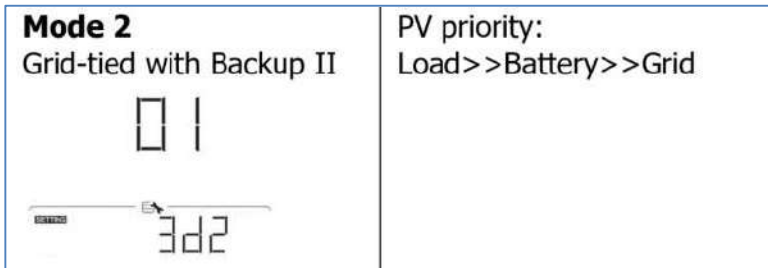 Mode 2
Grid-tied with Backup II
01
SETTING
3d2
PV priority:
Load>>Battery>>Grid